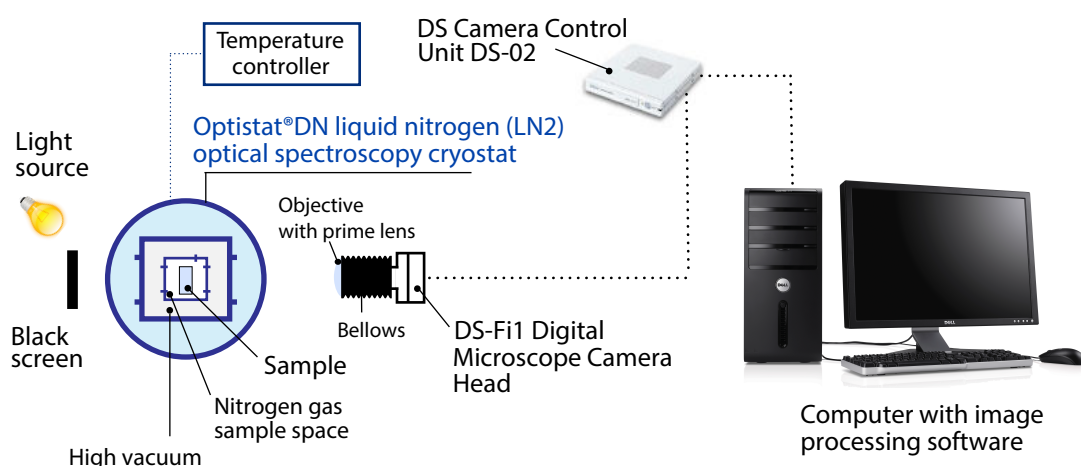 Temperature
controller
DS Camera Control
Unit DS-02
Optistat®DN liquid nitrogen (LN2)
optical spectroscopy cryostat
Light
source
Objective
with prime lens
Bellows
Black
screen
Sample
DS-Fi1 Digital
Microscope Camera
Head
Nitrogen gas
sample space
High vacuum
DELL
DELL
Computer with image
processing software